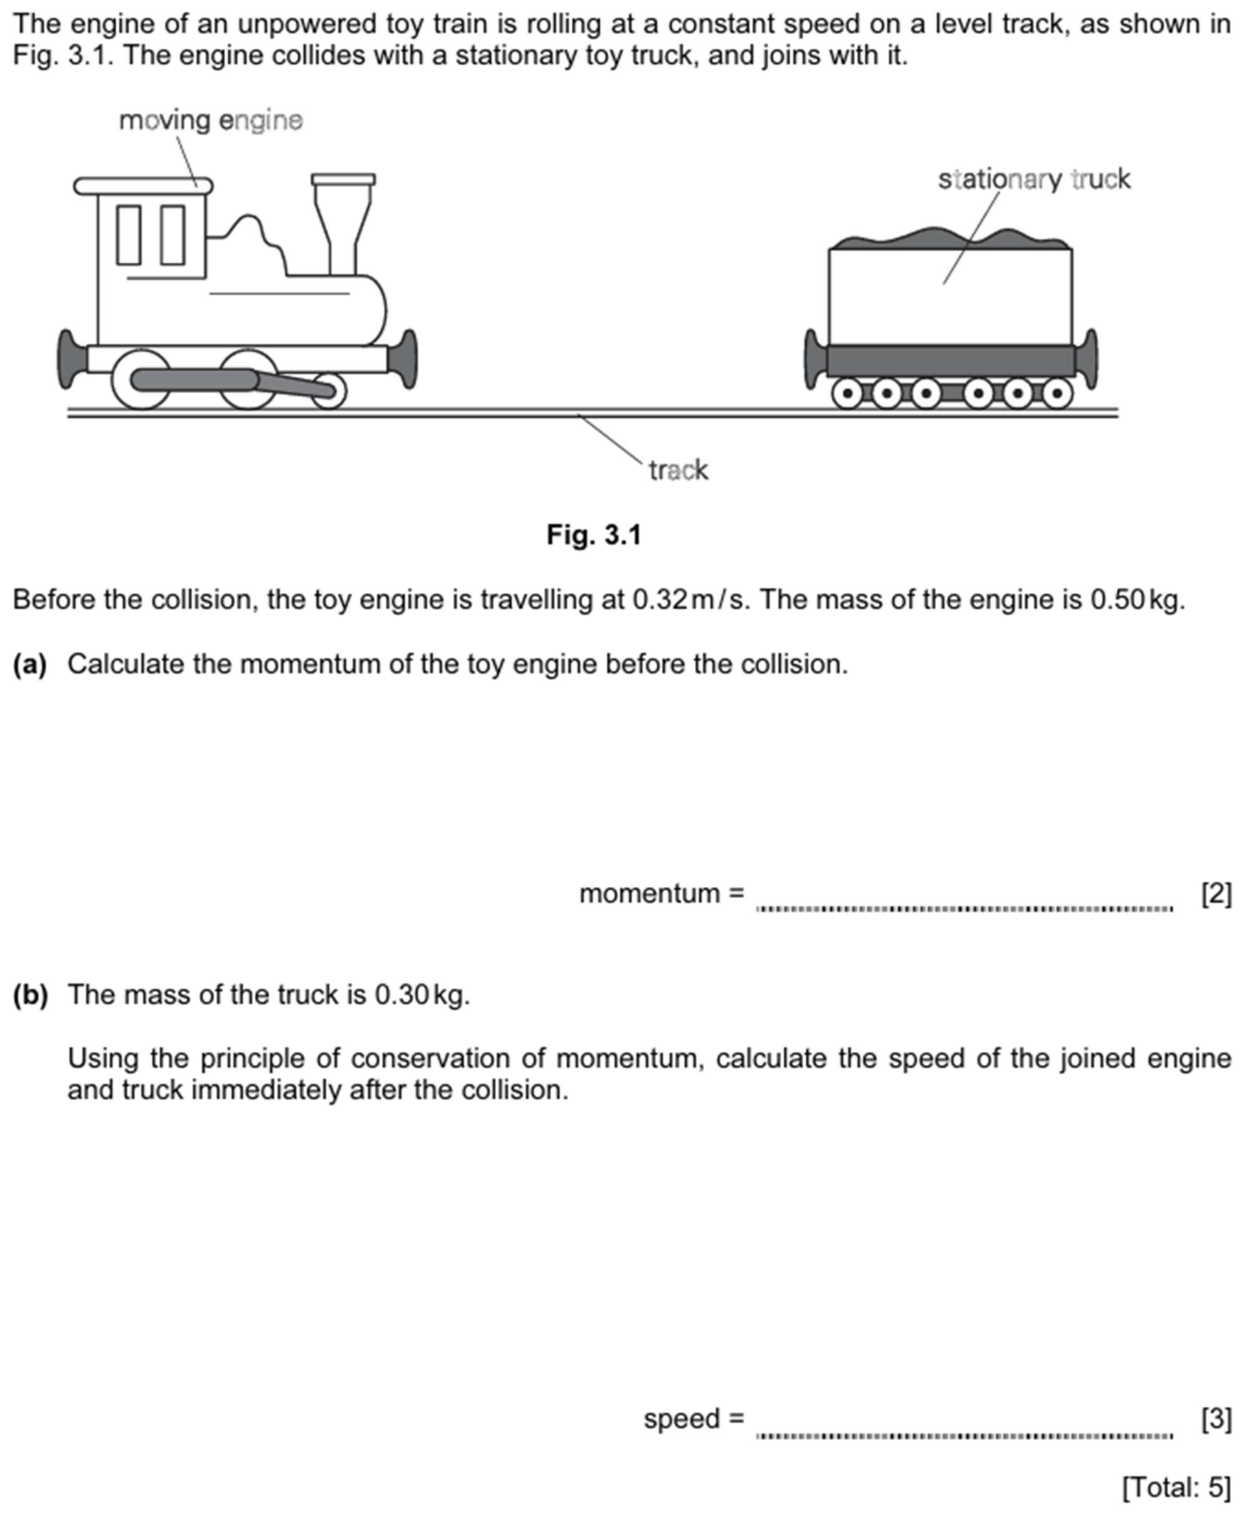 The engine of an unpowered toy train is rolling at a constant speed on a level track, as shown in
Fig. 3.1. The engine collides with a stationary toy truck, and joins with it.
moving engine
stationary truck
track
Fig. 3.1
Before the collision, the toy engine is travelling at 0.32 m/s. The mass of the engine is 0.50 kg.
(a) Calculate the momentum of the toy engine before the collision.
momentum = ........................................ [2]
(b) The mass of the truck is 0.30 kg.
Using the principle of conservation of momentum, calculate the speed of the joined engine
and truck immediately after the collision.
speed = ........................................ [3]
[Total: 5]